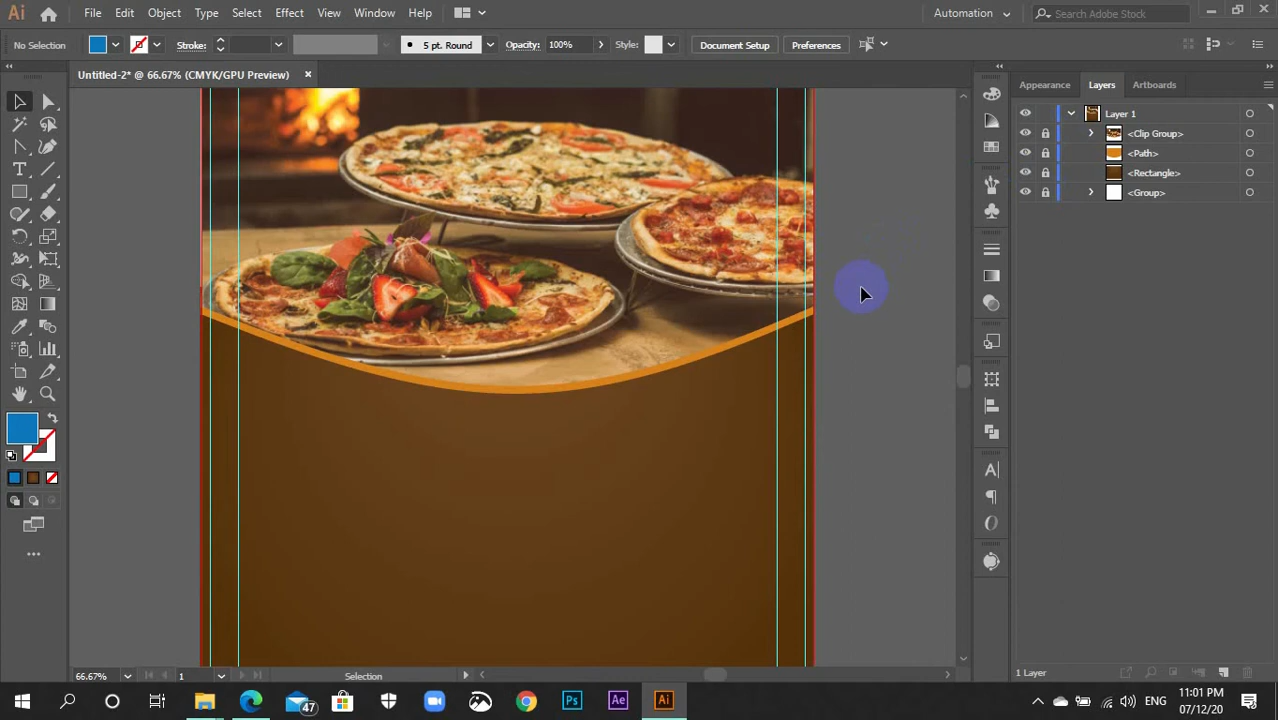 Ai File Edit Object Type Select Effect View Window Help Automation Search Adobe Stock
No Selection Stroke: 5 pt. Round Opacity: 100% Style: Document Setup Preferences
Untitled-2* @ 66.67% (CMYK/GPU Preview) × Appearance Layers Artboards
Layer 1
<Clip Group>
<Path>
<Rectangle>
<Group>
66.67% 1 Selection 1 Layer
47 Ps Ae Ai ENG 11:01 PM
07/12/20